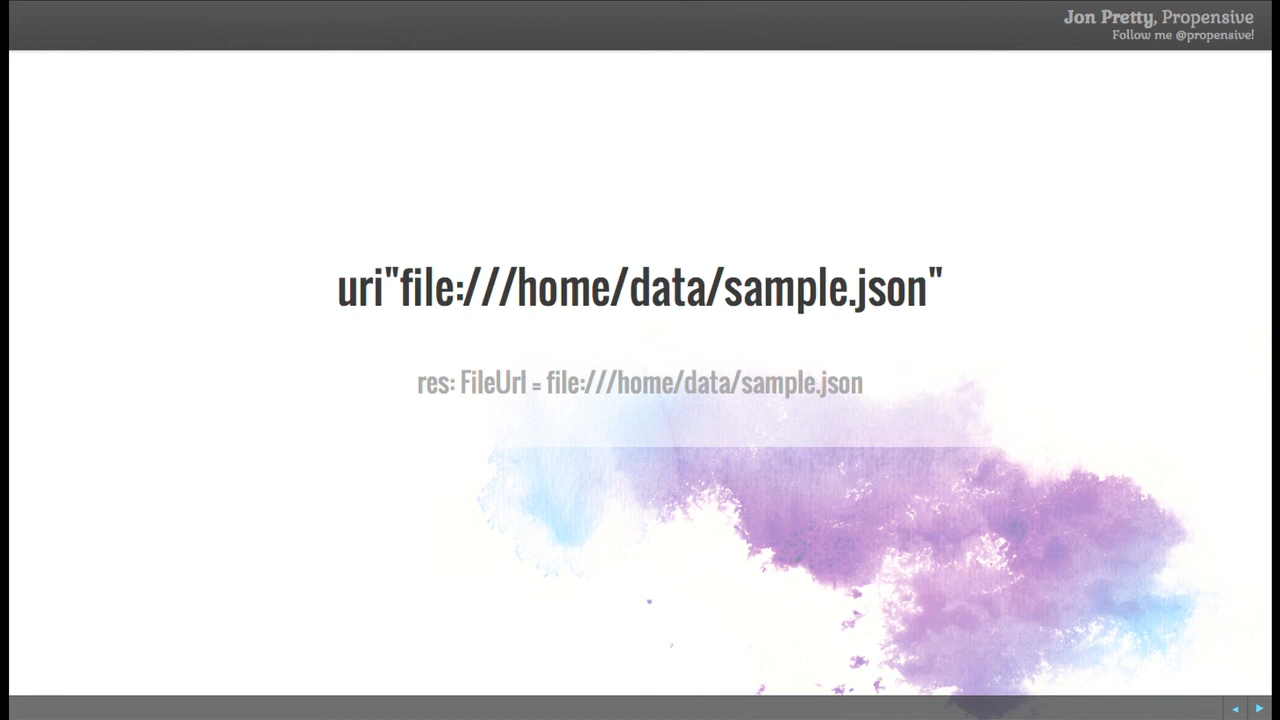 Jon Pretty, Propensive
Follow me @propensive!
uri"file:///home/data/sample.json"
res: FileUrl = file:///home/data/sample.json